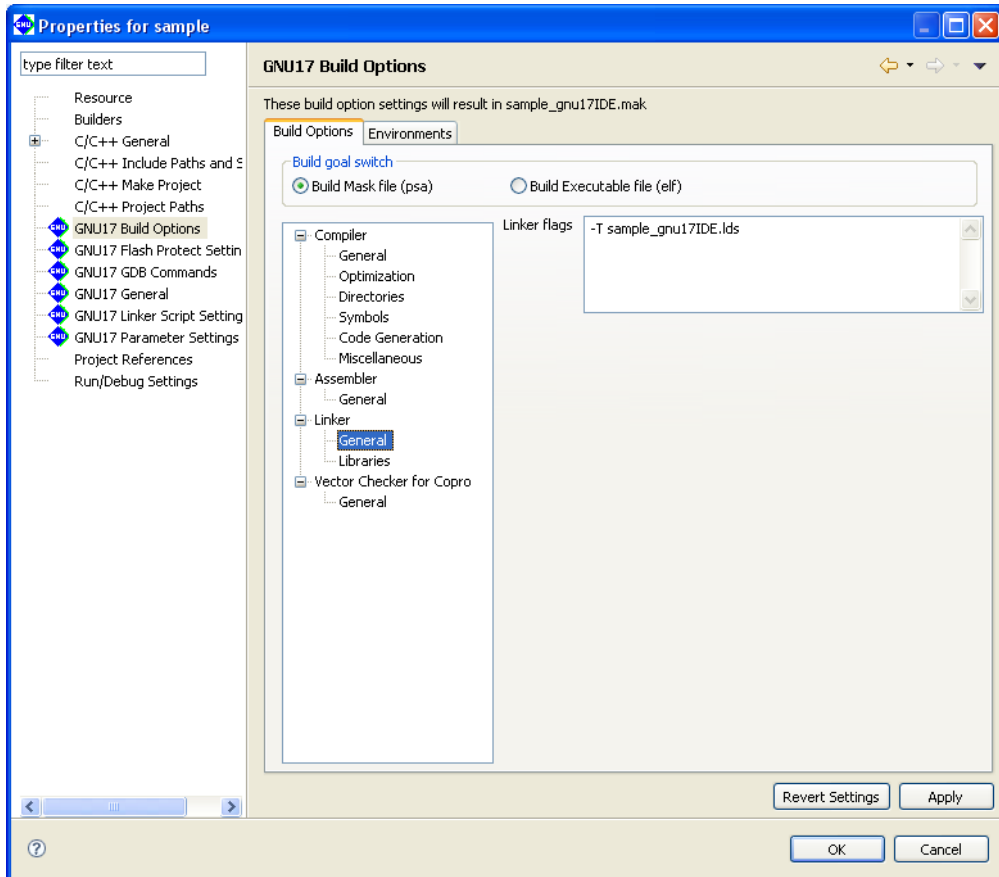 Properties for sample
type filter text
Resource
Builders
C/C++ General
C/C++ Include Paths and S
C/C++ Make Project
C/C++ Project Paths
GNU17 Build Options
GNU17 Flash Protect Settin
GNU17 GDB Commands
GNU17 General
GNU17 Linker Script Setting
GNU17 Parameter Settings
Project References
Run/Debug Settings
GNU17 Build Options
These build option settings will result in sample_gnu17IDE.mak
Build Options Environments
Build goal switch
Build Mask file (psa) Build Executable file (elf)
Compiler
General
Optimization
Directories
Symbols
Code Generation
Miscellaneous
Assembler
General
Linker
General
Libraries
Vector Checker for Copro
General
Linker flags
-T sample_gnu17IDE.lds
Revert Settings Apply
OK Cancel